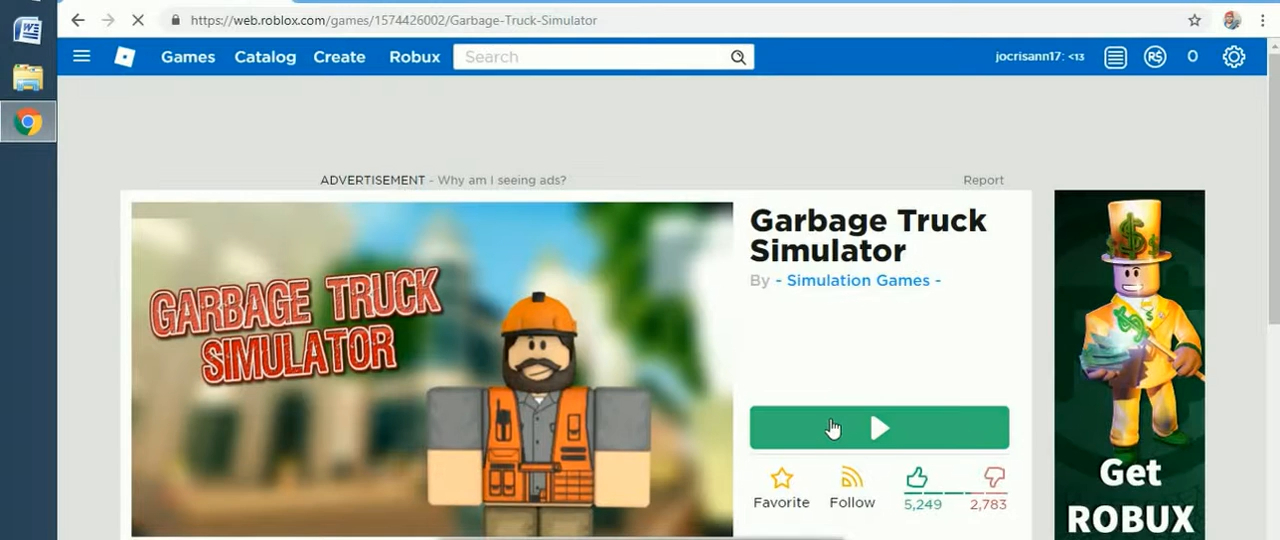 https://web.roblox.com/games/1574426002/Garbage-Truck-Simulator
Games Catalog Create Robux Search jocrisann17: <13 R$ 0
ADVERTISEMENT - Why am I seeing ads? Report
GARBAGE TRUCK
SIMULATOR
Garbage Truck
Simulator
By - Simulation Games -
Favorite Follow 5,249 2,783
Get
ROBUX